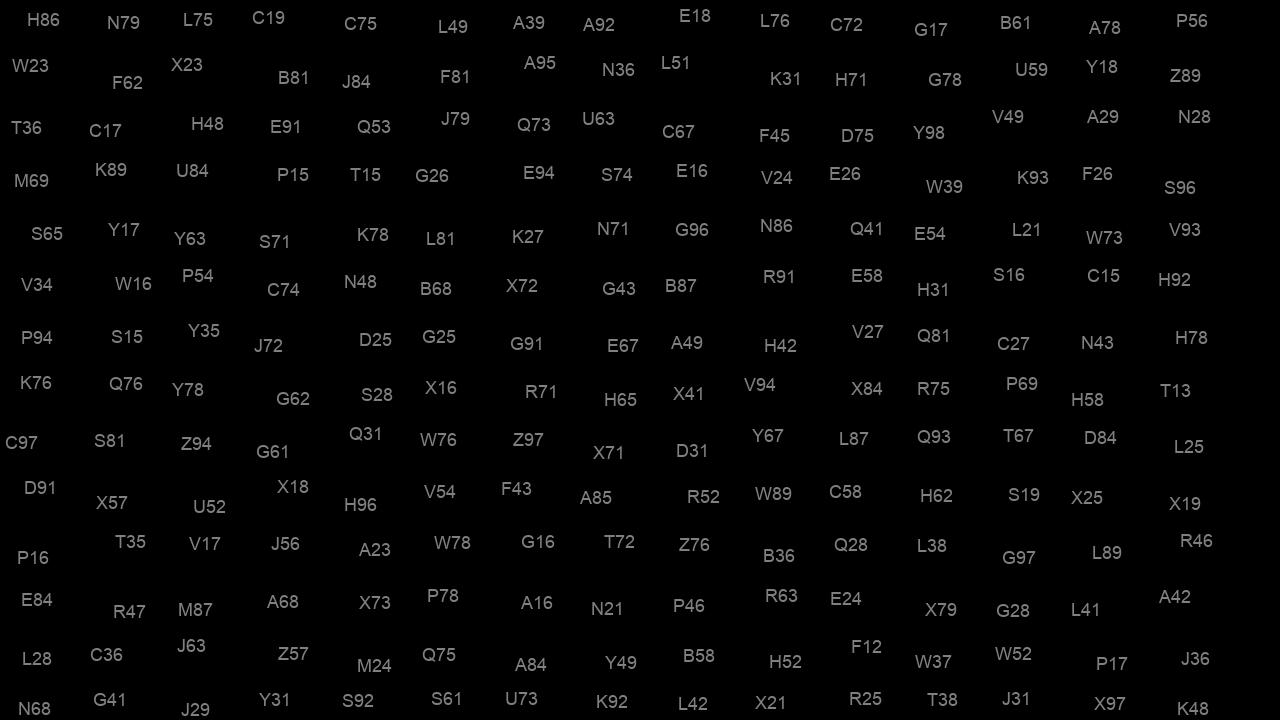 H86 N79 L75 C19 C75 L49 A39 A92 E18 L76 C72 G17 B61 A78 P56
W23 F62 X23 B81 J84 F81 A95 N36 L51 K31 H71 G78 U59 Y18 Z89
T36 C17 H48 E91 Q53 J79 Q73 U63 C67 F45 D75 Y98 V49 A29 N28
M69 K89 U84 P15 T15 G26 E94 S74 E16 V24 E26 W39 K93 F26 S96
S65 Y17 Y63 S71 K78 L81 K27 N71 G96 N86 Q41 E54 L21 W73 V93
V34 W16 P54 C74 N48 B68 X72 G43 B87 R91 E58 H31 S16 C15 H92
P94 S15 Y35 J72 D25 G25 G91 E67 A49 H42 V27 Q81 C27 N43 H78
K76 Q76 Y78 G62 S28 X16 R71 H65 X41 V94 X84 R75 P69 H58 T13
C97 S81 Z94 G61 Q31 W76 Z97 X71 D31 Y67 L87 Q93 T67 D84 L25
D91 X57 U52 X18 H96 V54 F43 A85 R52 W89 C58 H62 S19 X25 X19
P16 T35 V17 J56 A23 W78 G16 T72 Z76 B36 Q28 L38 G97 L89 R46
E84 R47 M87 A68 X73 P78 A16 N21 P46 R63 E24 X79 G28 L41 A42
L28 C36 J63 Z57 M24 Q75 A84 Y49 B58 H52 F12 W37 W52 P17 J36
N68 G41 J29 Y31 S92 S61 U73 K92 L42 X21 R25 T38 J31 X97 K48